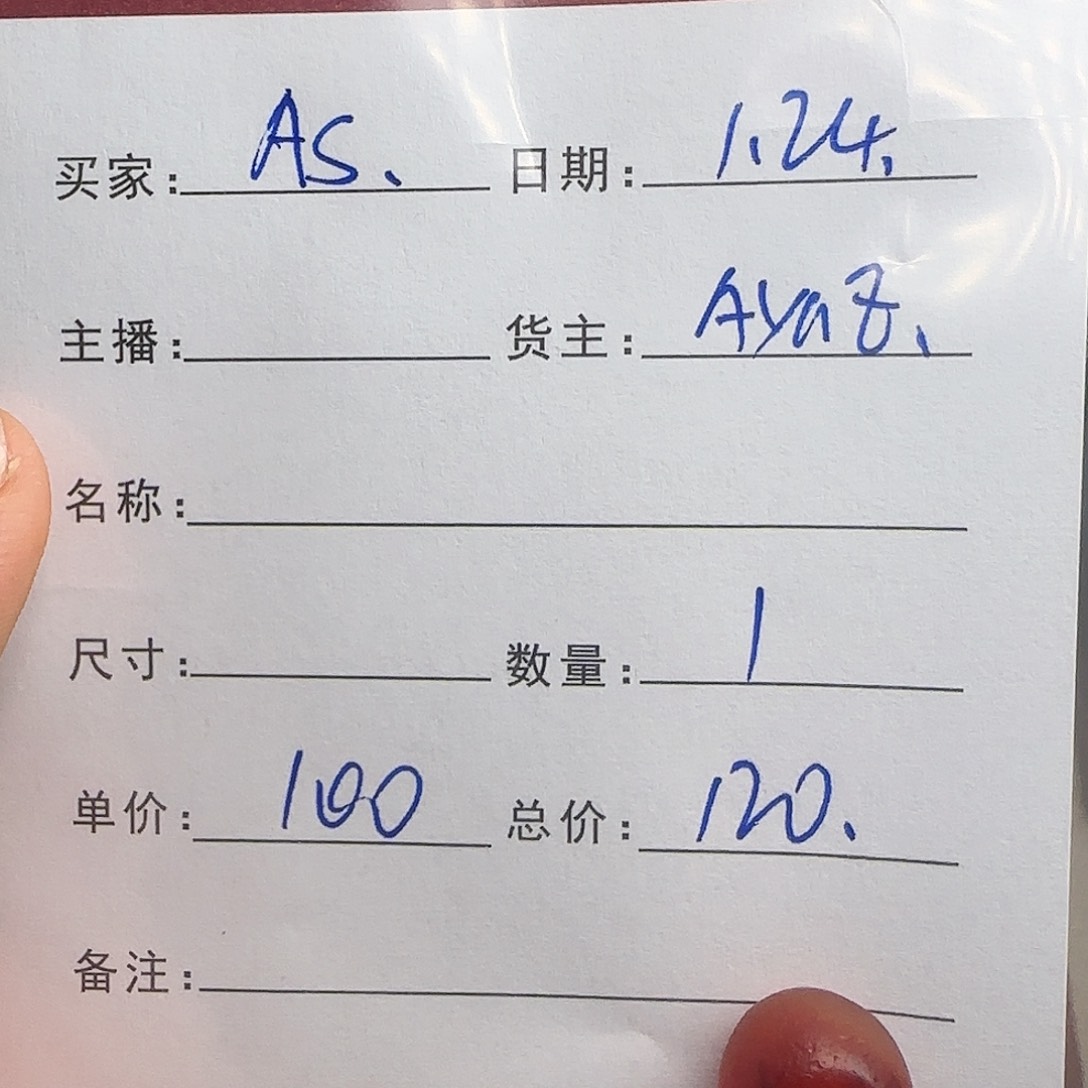 买家: AS. 日期: 1.24.
主播: 货主: Aya8.
名称:
尺寸: 数量: 1
单价: 100 总价: 120.
备注: